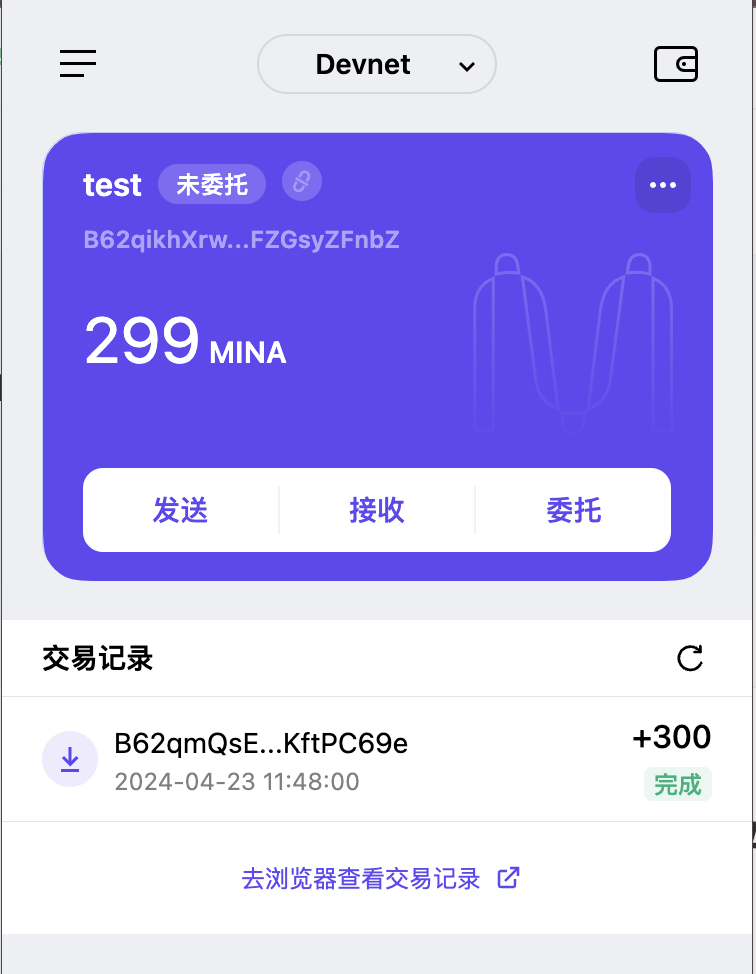 Devnet
test 未委托
B62qikhXrw...FZGsyZFnbZ
299 MINA
发送 接收 委托
交易记录
B62qmQsE...KftPC69e +300
2024-04-23 11:48:00 完成
去浏览器查看交易记录